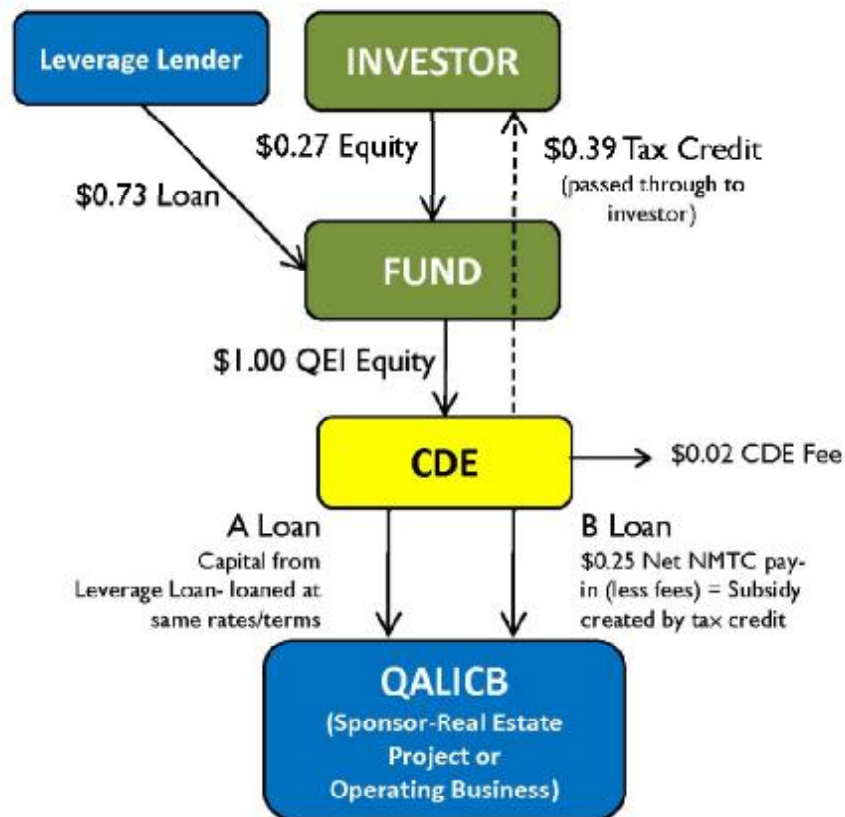 Leverage Lender
INVESTOR
$0.27 Equity
$0.39 Tax Credit
(passed through to
investor)
$0.73 Loan
FUND
$1.00 QEI Equity
CDE
$0.02 CDE Fee
A Loan
Capital from
Leverage Loan- loaned at
same rates/terms
B Loan
$0.25 Net NMTC pay-
in (less fees) = Subsidy
created by tax credit
QALICB
(Sponsor-Real Estate
Project or
Operating Business)